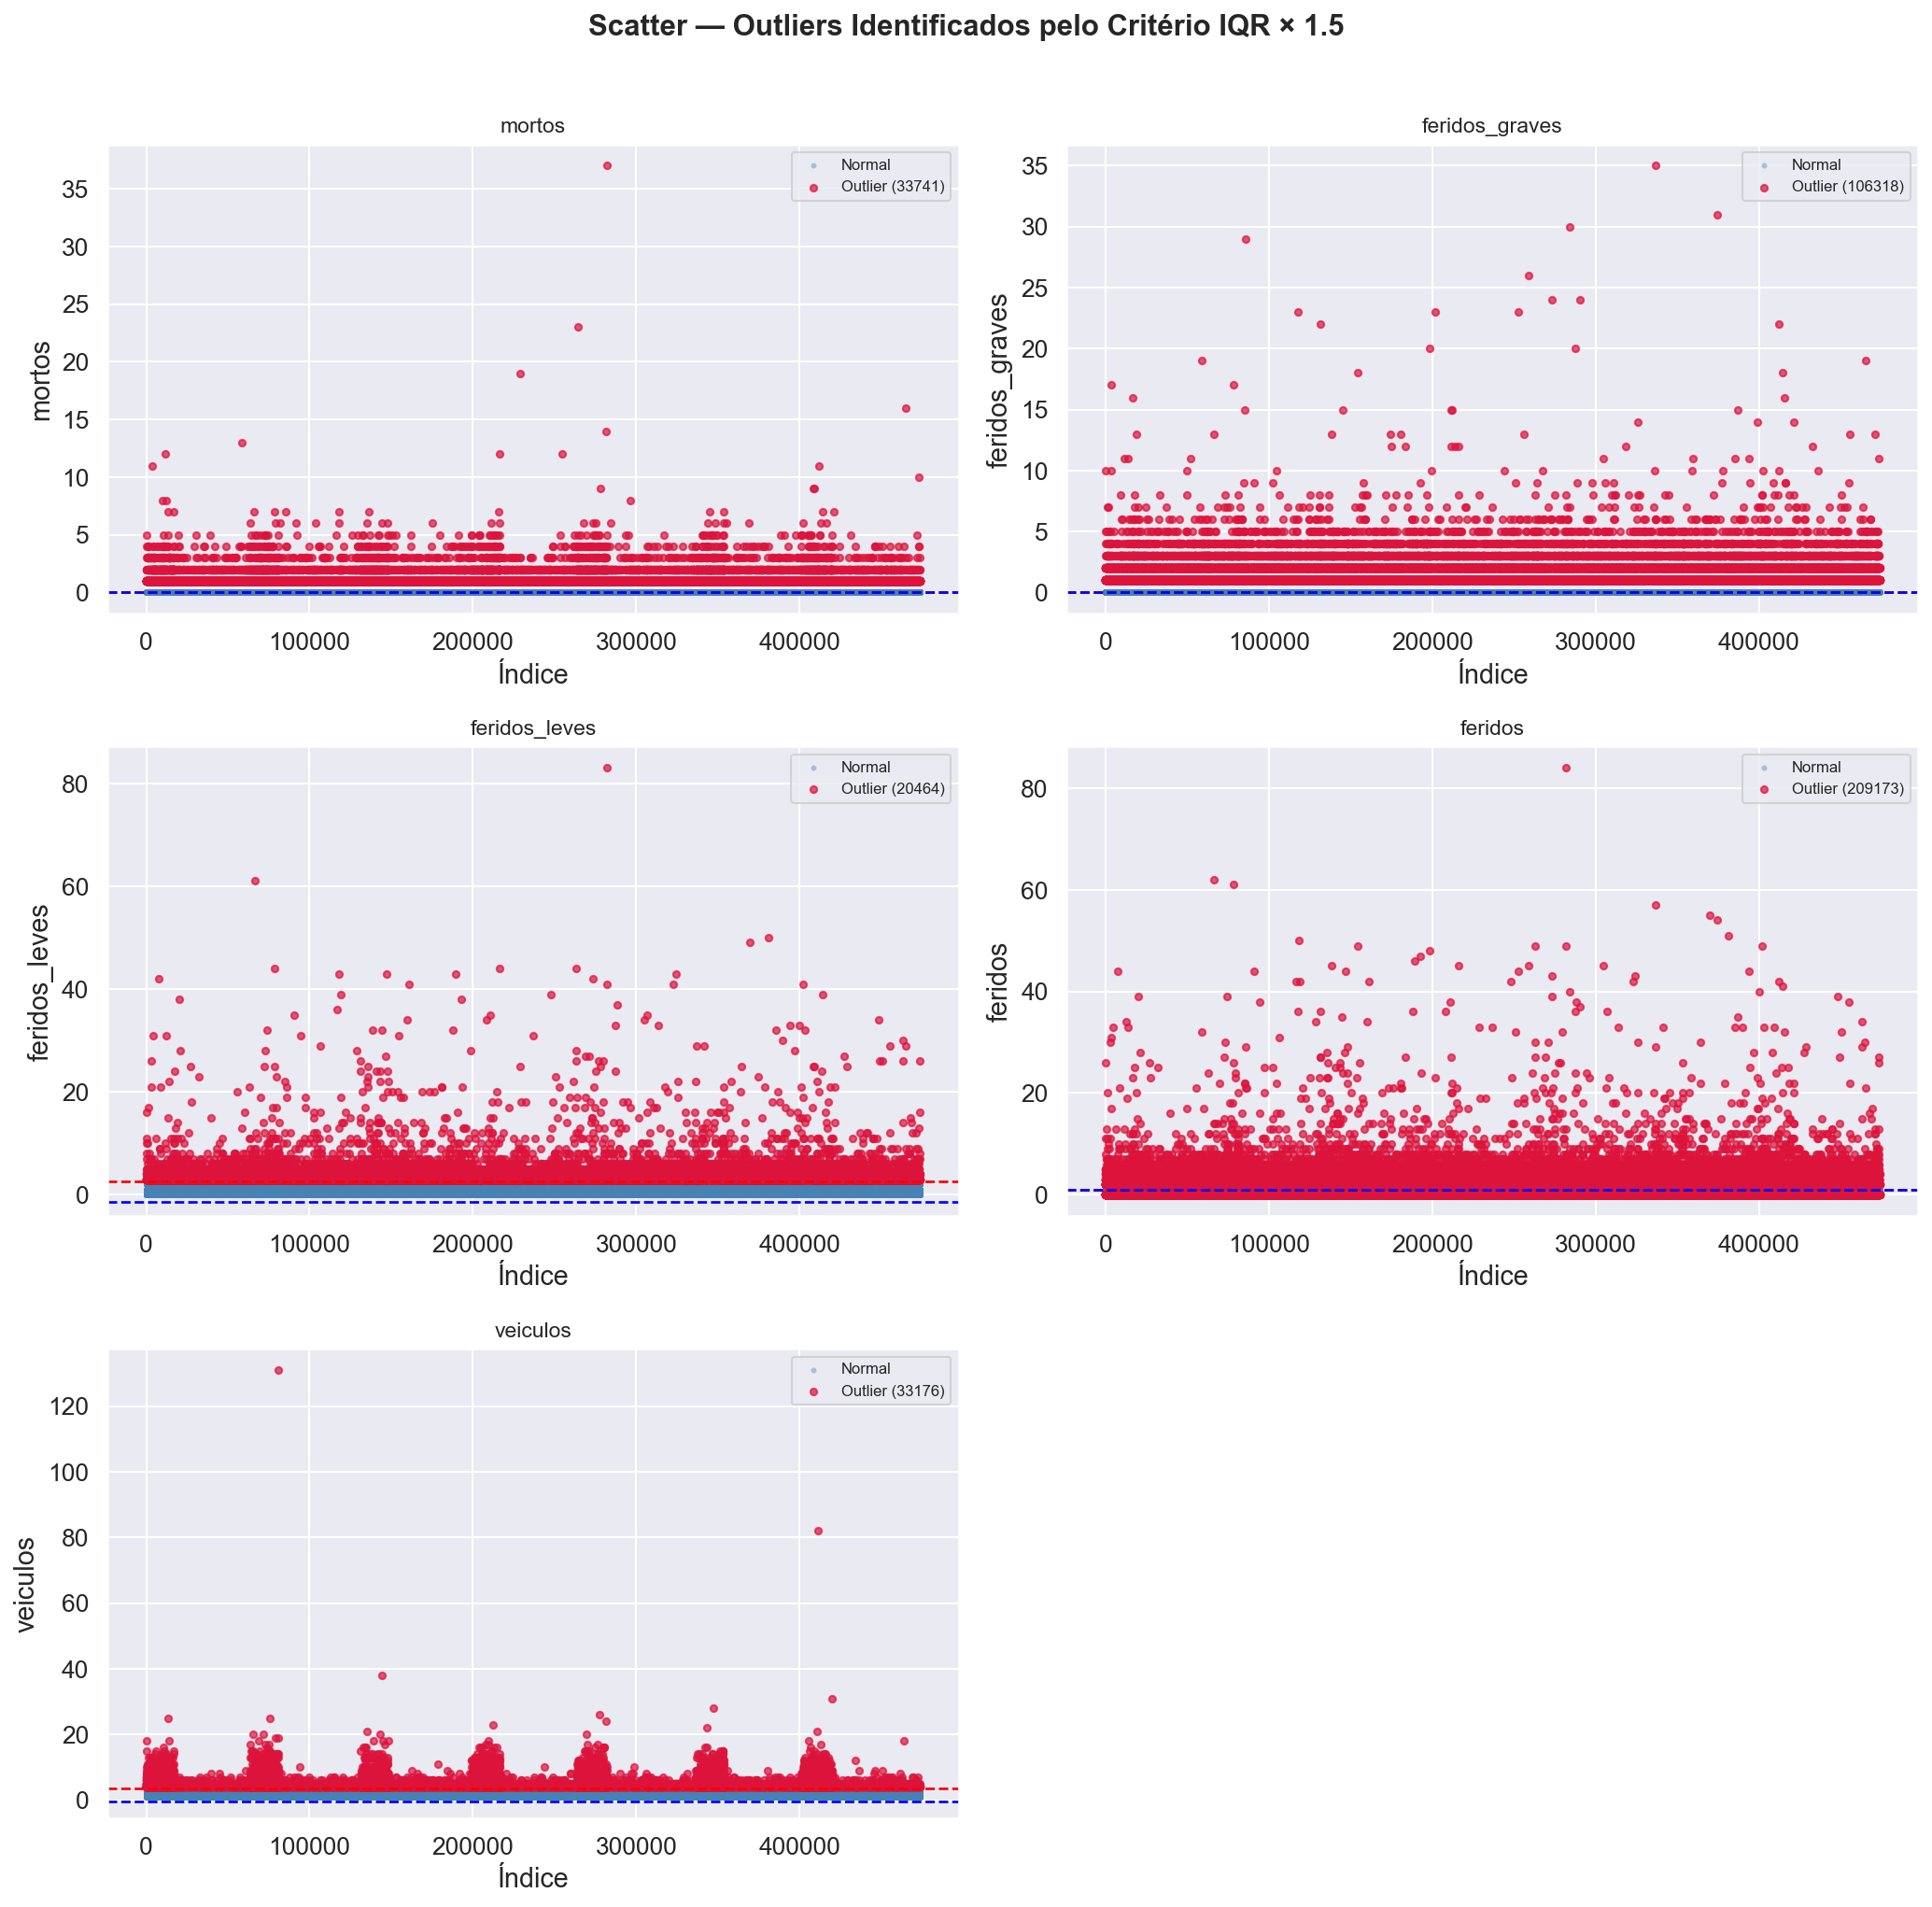 Scatter — Outliers Identificados pelo Critério IQR × 1.5
mortos
Normal
Outlier (33741)
35
30
25
20
15
10
5
0
mortos
0 100000 200000 300000 400000
Índice
feridos_graves
Normal
Outlier (106318)
35
30
25
20
15
10
5
0
feridos_graves
0 100000 200000 300000 400000
Índice
feridos_leves
Normal
Outlier (20464)
80
60
40
20
0
feridos_leves
0 100000 200000 300000 400000
Índice
feridos
Normal
Outlier (209173)
80
60
40
20
0
feridos
0 100000 200000 300000 400000
Índice
veiculos
Normal
Outlier (33176)
120
100
80
60
40
20
0
veiculos
0 100000 200000 300000 400000
Índice